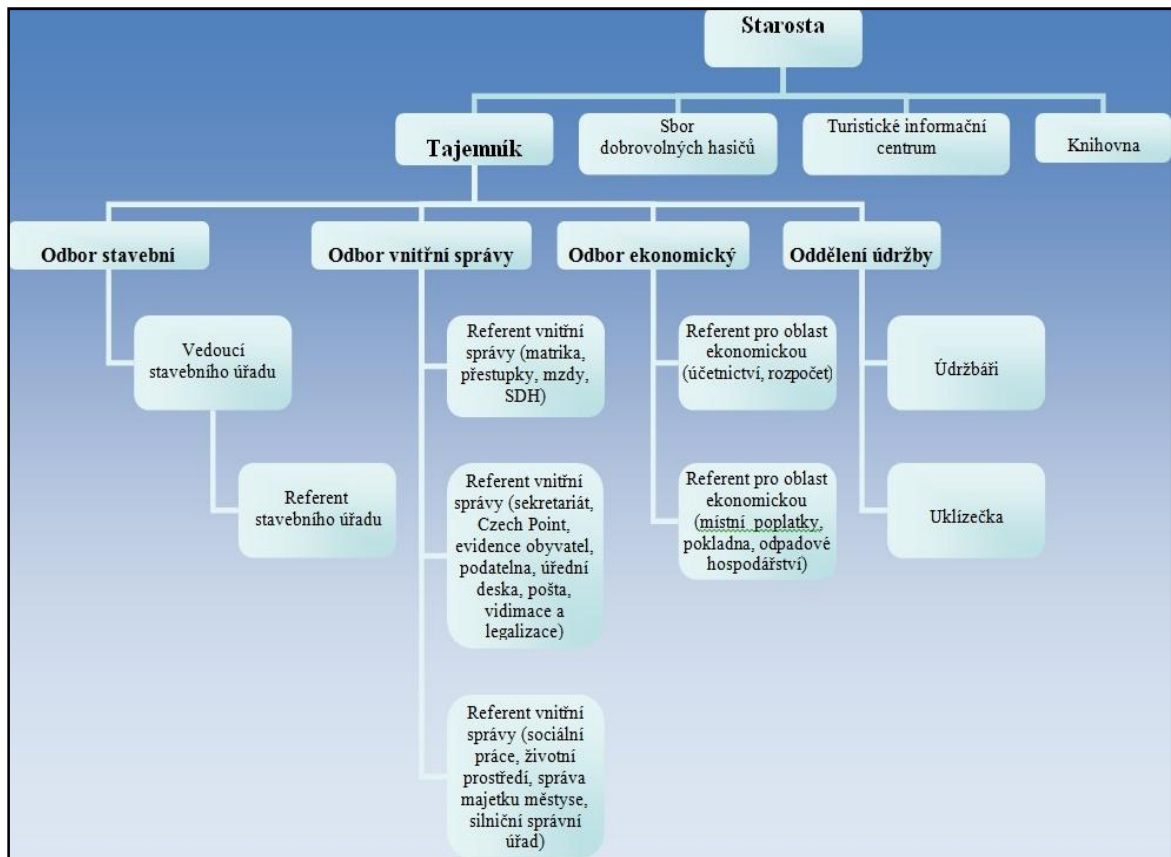 Starosta
Tajemník
Sbor
dobrovolných hasičů
Turistické informační
centrum
Knihovna
Odbor stavební
Odbor vnitřní správy
Odbor ekonomický
Oddělení údržby
Vedoucí
stavebního úřadu
Referent
stavebního úřadu
Referent vnitřní
správy (matrika,
přestupky, mzdy,
SDH)
Referent vnitřní
správy (sekretariát,
Czech Point,
evidence obyvatel,
podatelna, úřední
deska, pošta,
vidimace a
legalizace)
Referent vnitřní
správy (sociální
práce, životní
prostředí, správa
majetku městyse,
silniční správní
úřad)
Referent pro oblast
ekonomickou
(účetnictví, rozpočet)
Referent pro oblast
ekonomickou
(místní poplatky,
pokladna, odpadové
hospodářství)
Údržbáři
Uklízečka